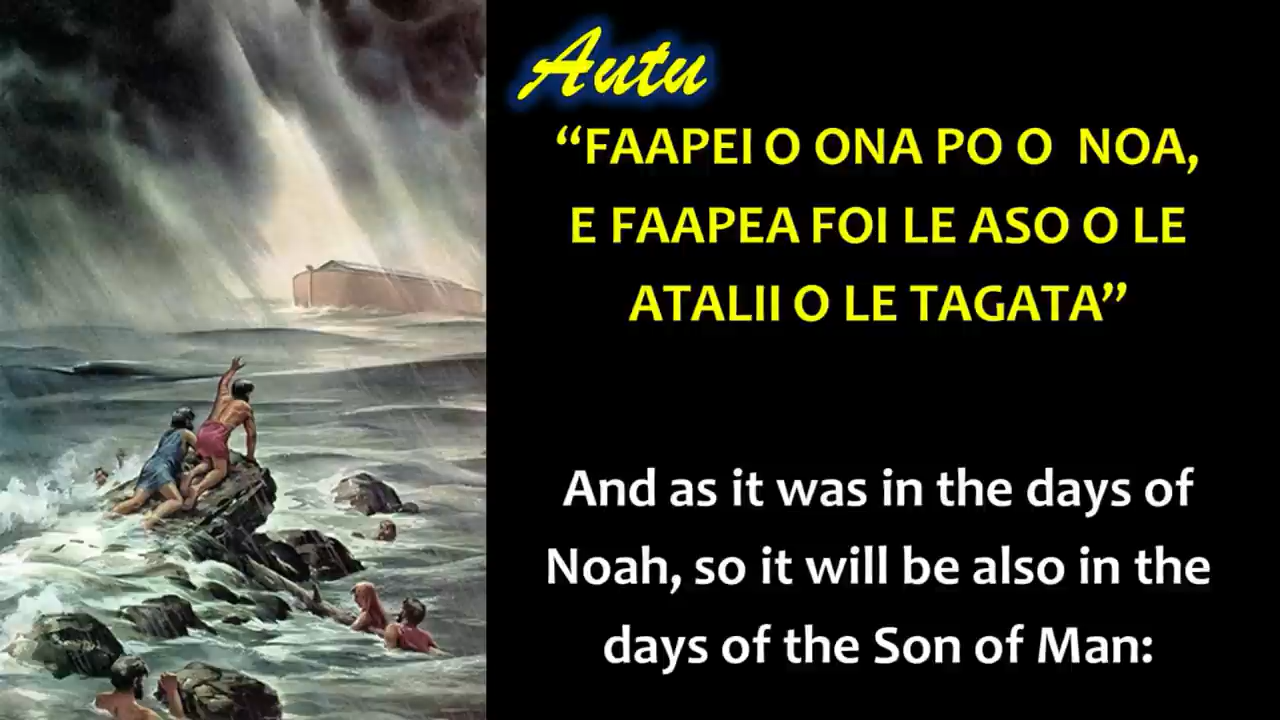 Autu
“FAAPEI O ONA PO O NOA,
E FAAPEA FOI LE ASO O LE
ATALII O LE TAGATA”
And as it was in the days of
Noah, so it will be also in the
days of the Son of Man: